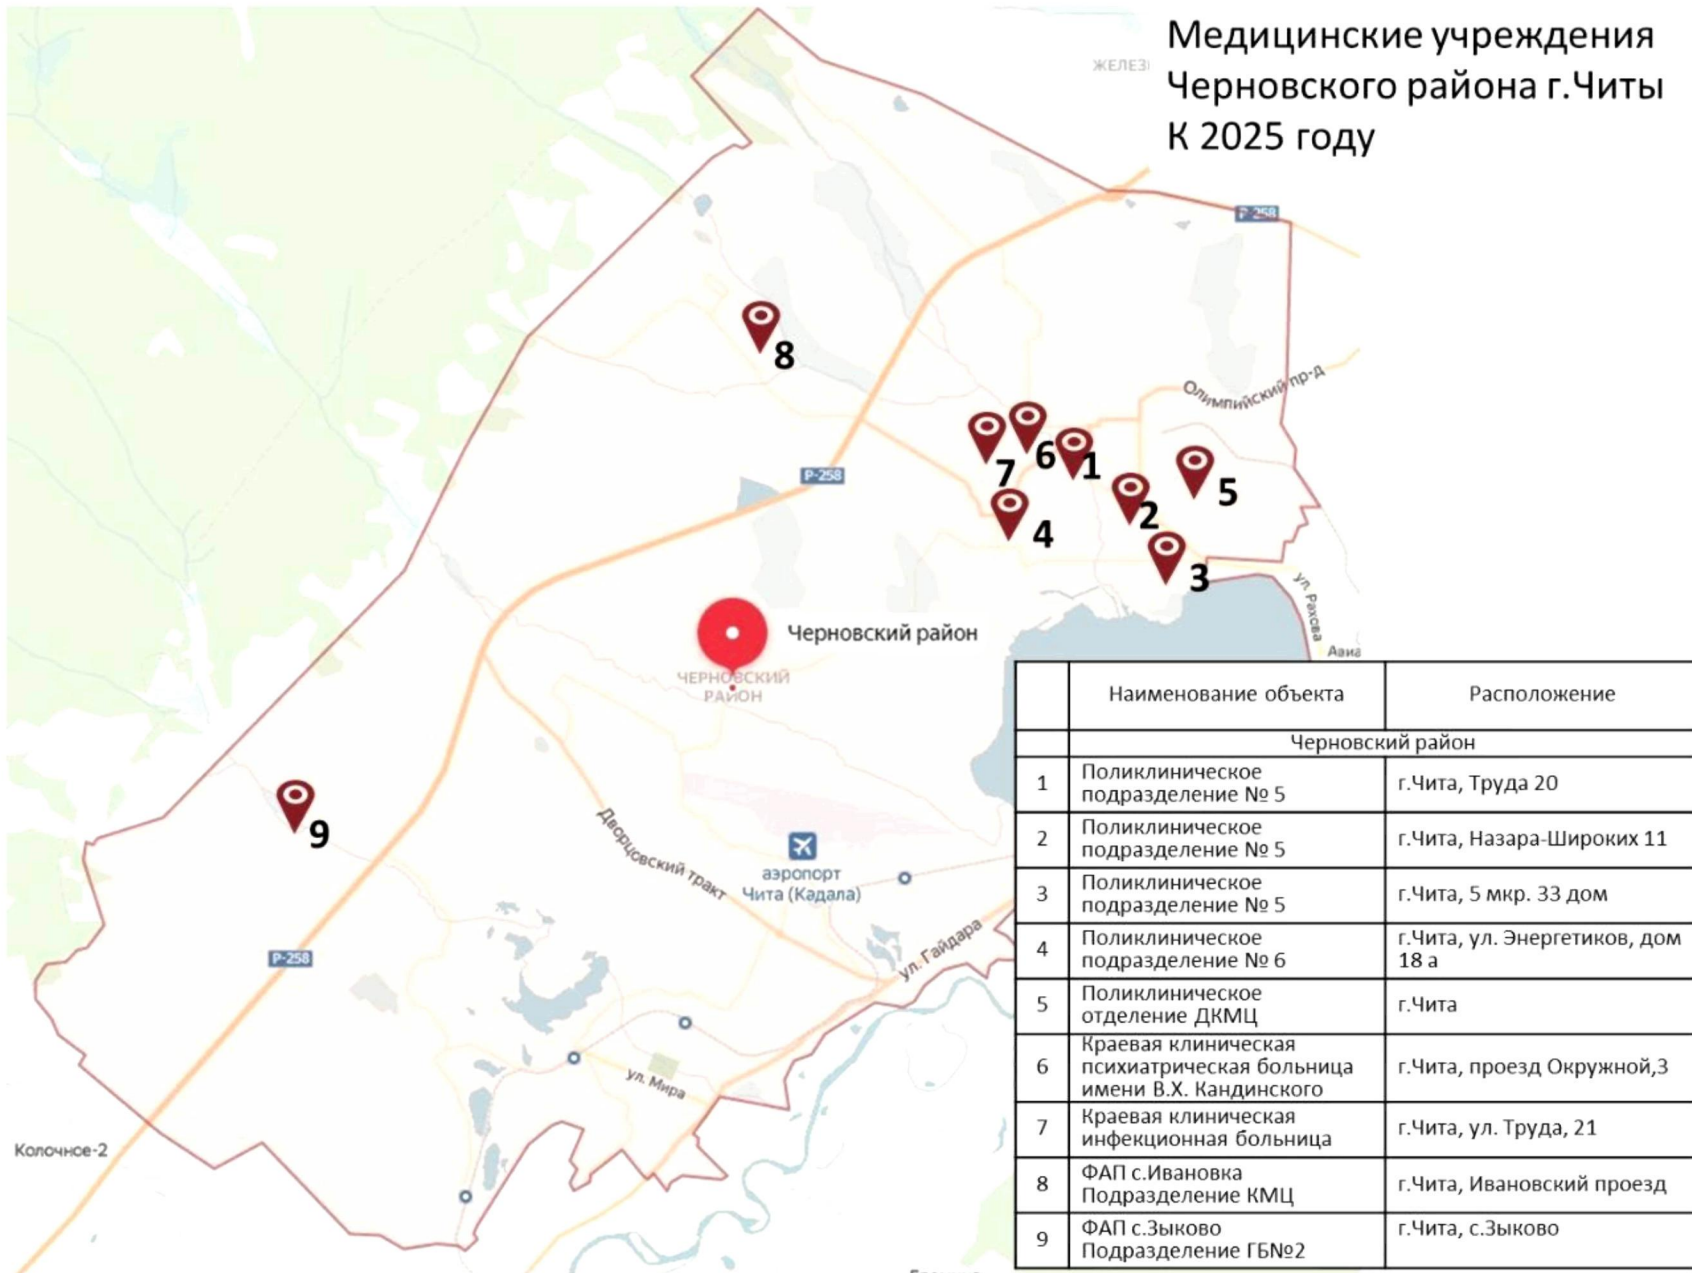 Медицинские учреждения
Черновского района г.Читы
К 2025 году
ЖЕЛЕЗ
Р-258
8
Олимпийский пр-д
7
6
1
5
Р-258
4
2
3
ул. Рахова
Авиа
Черновский район
ЧЕРНОВСКИЙ
РАЙОН
9
Дворцовский тракт
аэропорт
Чита (Кадала)
ул. Гайдара
Р-258
ул. Мира
Колочное-2
Наименование объекта
Расположение
Черновский район
1
Поликлиническое
подразделение № 5
г.Чита, Труда 20
2
Поликлиническое
подразделение № 5
г.Чита, Назара-Широких 11
3
Поликлиническое
подразделение № 5
г.Чита, 5 мкр. 33 дом
4
Поликлиническое
подразделение № 6
г.Чита, ул. Энергетиков, дом
18 а
5
Поликлиническое
отделение ДКМЦ
г.Чита
6
Краевая клиническая
психиатрическая больница
имени В.Х. Кандинского
г.Чита, проезд Окружной,3
7
Краевая клиническая
инфекционная больница
г.Чита, ул. Труда, 21
8
ФАП с.Ивановка
Подразделение КМЦ
г.Чита, Ивановский проезд
9
ФАП с.Зыково
Подразделение ГБ№2
г.Чита, с.Зыково